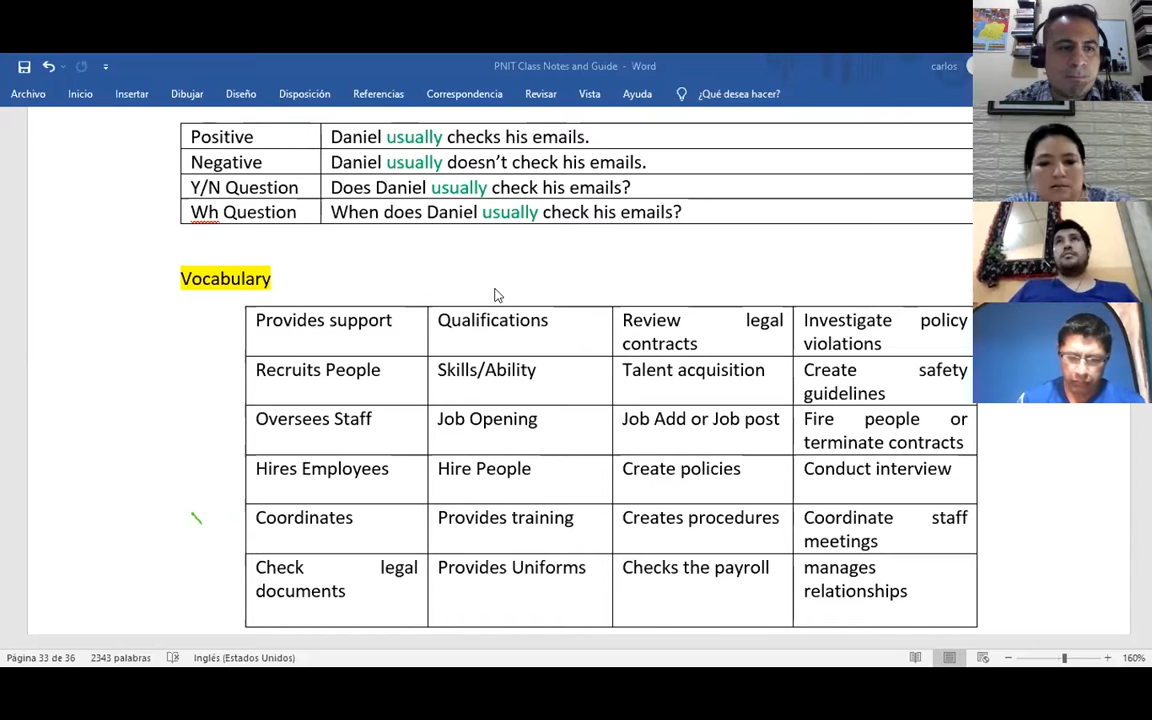 PNIT Class Notes and Guide - Word
carlos
Archivo Inicio Insertar Dibujar Diseño Disposición Referencias Correspondencia Revisar Vista Ayuda ¿Qué desea hacer?
Positive Daniel usually checks his emails.
Negative Daniel usually doesn't check his emails.
Y/N Question Does Daniel usually check his emails?
Wh Question When does Daniel usually check his emails?
Vocabulary
Provides support Qualifications Review legal contracts Investigate policy violations
Recruits People Skills/Ability Talent acquisition Create safety guidelines
Oversees Staff Job Opening Job Add or Job post Fire people or terminate contracts
Hires Employees Hire People Create policies Conduct interview
Coordinates Provides training Creates procedures Coordinate staff meetings
Check legal documents Provides Uniforms Checks the payroll manages relationships
Página 33 de 36 2343 palabras Inglés (Estados Unidos) 160%